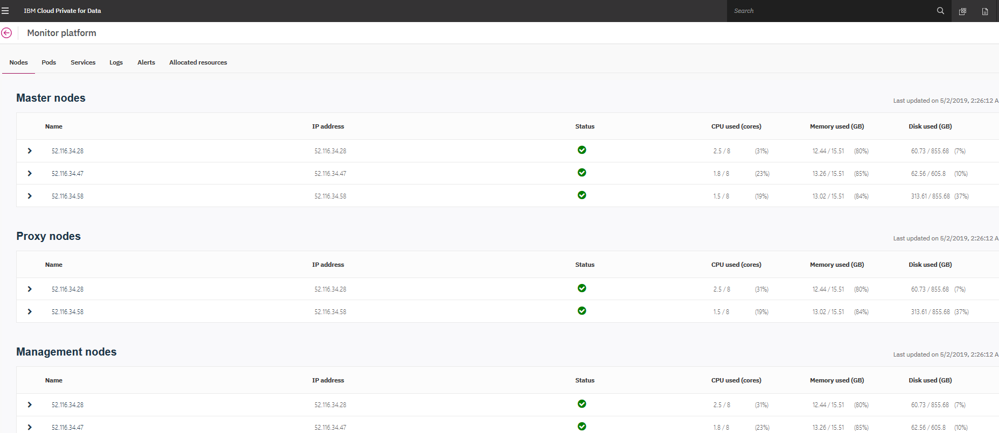 IBM Cloud Private for Data Search
Monitor platform
Nodes Pods Services Logs Alerts Allocated resources
Master nodes
Last updated on 5/2/2019, 2:26:12 A
Name IP address Status CPU used (cores) Memory used (GB) Disk used (GB)
52.116.34.28 52.116.34.28 2.5 / 8 (31%) 12.44 / 15.51 (80%) 60.73 / 855.68 (7%)
52.116.34.47 52.116.34.47 1.8 / 8 (23%) 13.26 / 15.51 (85%) 62.56 / 605.8 (10%)
52.116.34.58 52.116.34.58 1.5 / 8 (19%) 13.02 / 15.51 (84%) 313.61 / 855.68 (37%)
Proxy nodes
Last updated on 5/2/2019, 2:26:12 A
Name IP address Status CPU used (cores) Memory used (GB) Disk used (GB)
52.116.34.28 52.116.34.28 2.5 / 8 (31%) 12.44 / 15.51 (80%) 60.73 / 855.68 (7%)
52.116.34.58 52.116.34.58 1.5 / 8 (19%) 13.02 / 15.51 (84%) 313.61 / 855.68 (37%)
Management nodes
Last updated on 5/2/2019, 2:26:12 A
Name IP address Status CPU used (cores) Memory used (GB) Disk used (GB)
52.116.34.28 52.116.34.28 2.5 / 8 (31%) 12.44 / 15.51 (80%) 60.73 / 855.68 (7%)
52.116.34.47 52.116.34.47 1.8 / 8 (23%) 13.26 / 15.51 (85%) 62.56 / 605.8 (10%)